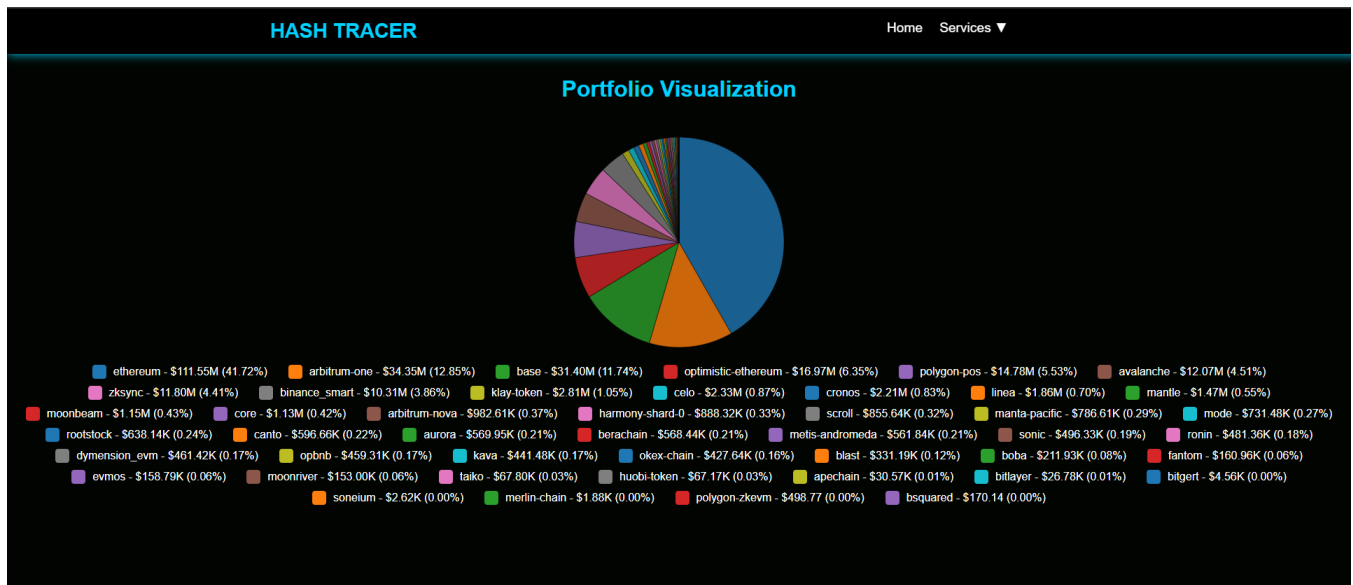 HASH TRACER Home Services ▼
Portfolio Visualization
ethereum - $111.55M (41.72%) arbitrum-one - $34.35M (12.85%) base - $31.40M (11.74%) optimistic-ethereum - $16.97M (6.35%) polygon-pos - $14.78M (5.53%) avalanche - $12.07M (4.51%)
zksync - $11.80M (4.41%) binance_smart - $10.31M (3.86%) klay-token - $2.81M (1.05%) celo - $2.33M (0.87%) cronos - $2.21M (0.83%) linea - $1.86M (0.70%) mantle - $1.47M (0.55%)
moonbeam - $1.15M (0.43%) core - $1.13M (0.42%) arbitrum-nova - $982.61K (0.37%) harmony-shard-0 - $888.32K (0.33%) scroll - $855.64K (0.32%) manta-pacific - $786.61K (0.29%) mode - $731.48K (0.27%)
rootstock - $638.14K (0.24%) canto - $596.66K (0.22%) aurora - $569.95K (0.21%) berachain - $568.44K (0.21%) metis-andromeda - $561.84K (0.21%) sonic - $496.33K (0.19%) ronin - $481.36K (0.18%)
dymension_evm - $461.42K (0.17%) opbnb - $459.31K (0.17%) kava - $441.48K (0.17%) okex-chain - $427.64K (0.16%) blast - $331.19K (0.12%) boba - $211.93K (0.08%) fantom - $160.96K (0.06%)
evmos - $158.79K (0.06%) moonriver - $153.00K (0.06%) taiko - $67.80K (0.03%) huobi-token - $67.17K (0.03%) apechain - $30.57K (0.01%) bitlayer - $26.78K (0.01%) bitgert - $4.56K (0.00%)
soneium - $2.62K (0.00%) merlin-chain - $1.88K (0.00%) polygon-zkevm - $498.77 (0.00%) bsquared - $170.14 (0.00%)